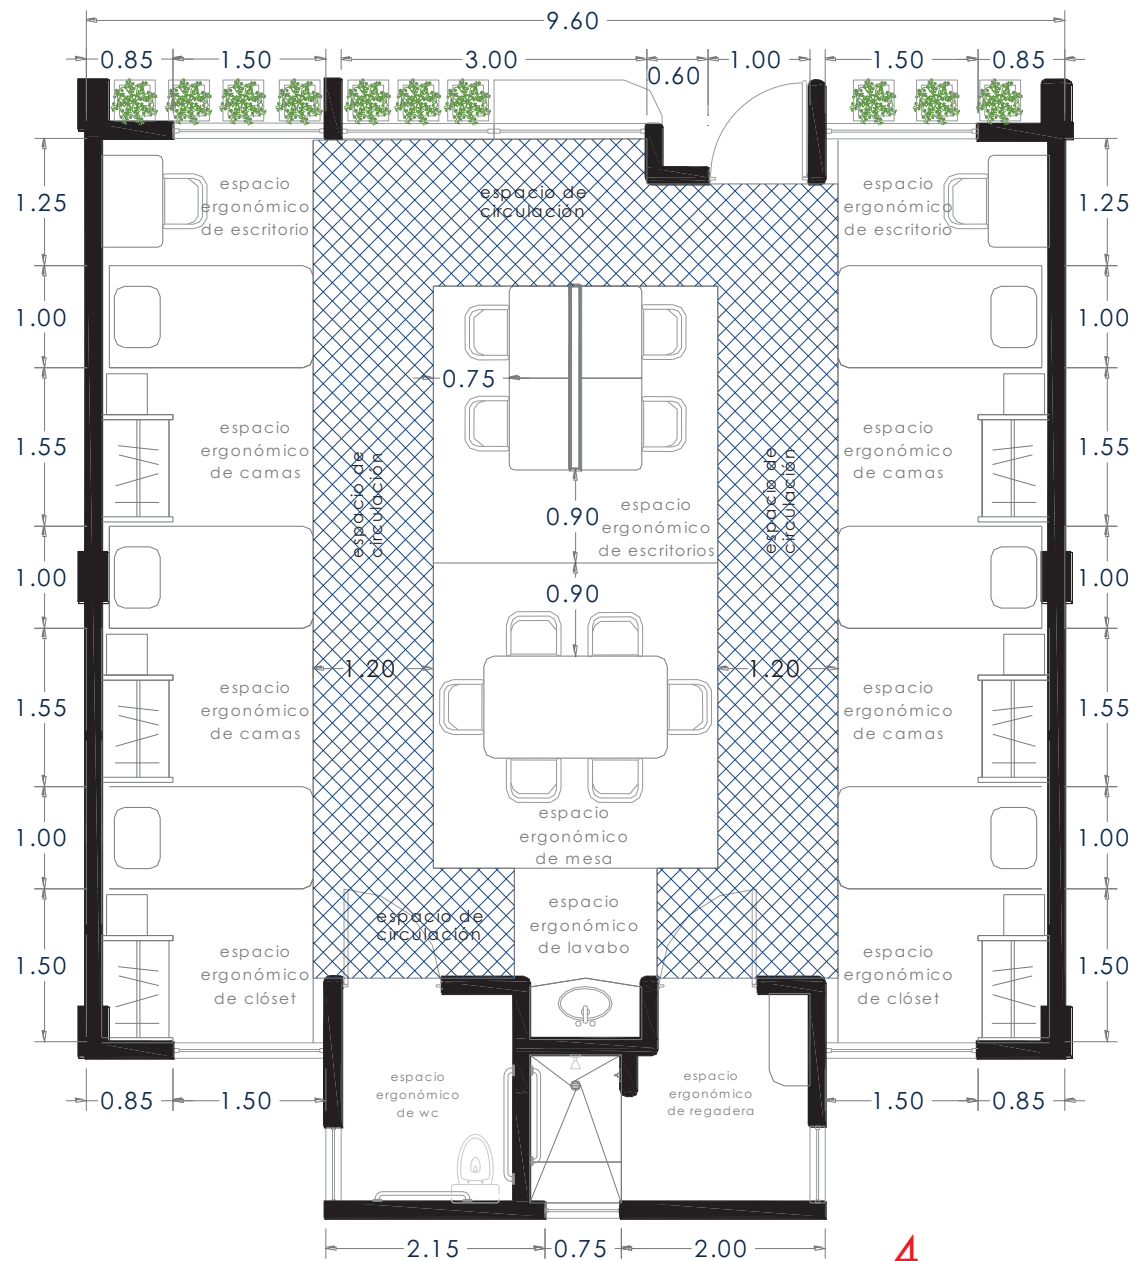 9.60
0.85
1.50
3.00
0.60
1.00
1.50
0.85
1.25
1.00
1.55
1.00
1.55
1.00
1.50
espacio
ergonómico
de escritorio
espacio de
circulación
espacio
ergonómico
de escritorio
1.25
1.00
1.55
1.00
1.55
1.00
1.50
0.75
espacio
ergonómico
de camas
espacio de
circulación
0.90
espacio
ergonómico
de escritorios
espacio de
circulación
espacio
ergonómico
de camas
0.90
1.20
1.20
espacio
ergonómico
de camas
espacio
ergonómico
de mesa
espacio
ergonómico
de camas
espacio de
circulación
espacio
ergonómico
de lavabo
espacio
ergonómico
de clóset
espacio
ergonómico
de clóset
espacio
ergonómico
de wc
espacio
ergonómico
de regadera
0.85
1.50
1.50
0.85
2.15
0.75
2.00
4